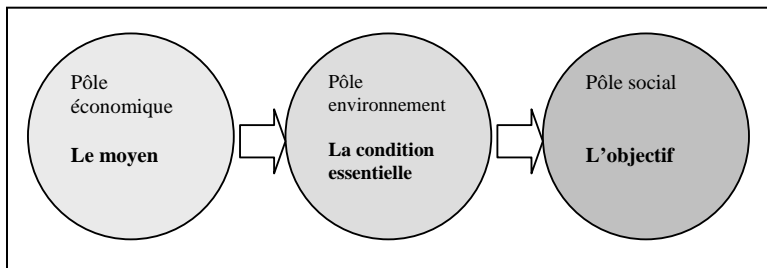 Pôle
économique
Le moyen
Pôle
environnement
La condition
essentielle
Pôle social
L'objectif